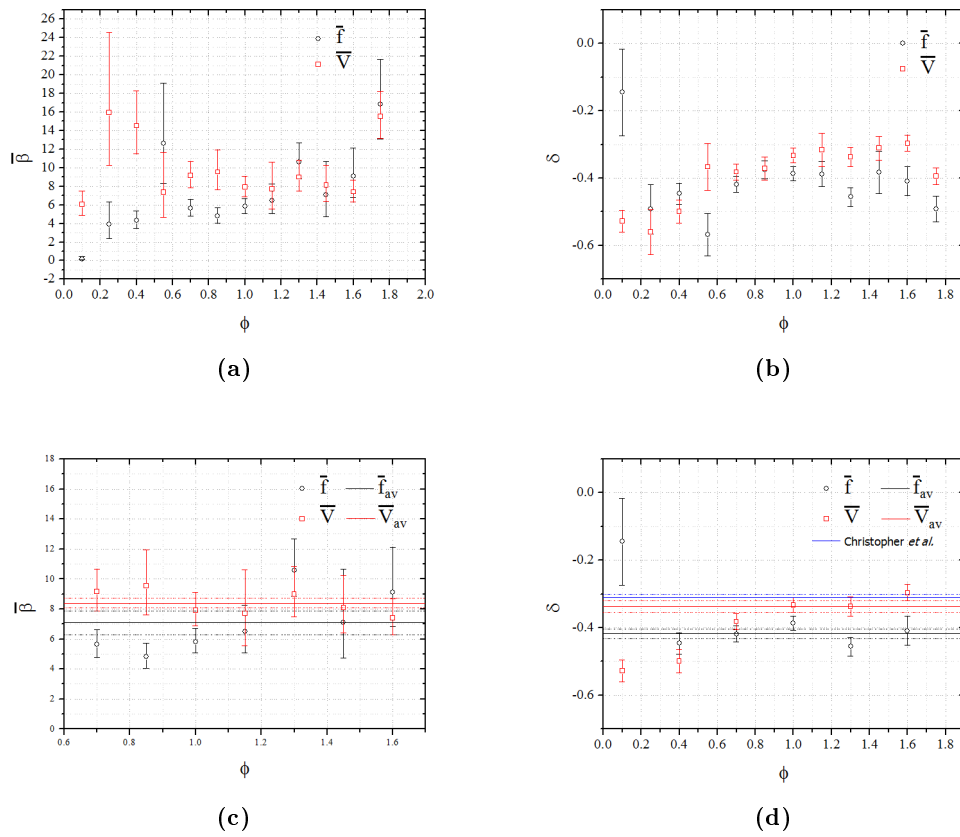 26
24
22
20
18
16
14
12
10
8
6
4
2
0
-2
0.0 0.2 0.4 0.6 0.8 1.0 1.2 1.4 1.6 1.8 2.0
β̅
ϕ
f̅
V̅
(a)
0.0
-0.2
-0.4
-0.6
0.0 0.2 0.4 0.6 0.8 1.0 1.2 1.4 1.6 1.8
δ
ϕ
f̅
V̅
(b)
18
16
14
12
10
8
6
4
2
0
0.6 0.8 1.0 1.2 1.4 1.6
β̅
ϕ
f̅ f̅av
V̅ V̅av
(c)
0.0
-0.2
-0.4
-0.6
0.0 0.2 0.4 0.6 0.8 1.0 1.2 1.4 1.6 1.8
δ
ϕ
f̅ f̅av
V̅ V̅av
Christopher et al.
(d)